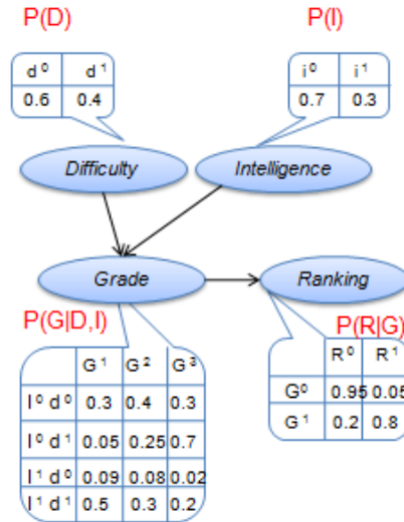 P(D) P(I)
d⁰ d¹ i⁰ i¹
0.6 0.4 0.7 0.3
Difficulty Intelligence
Grade Ranking
P(G|D,I) P(R|G)
G¹ G² G³
I⁰ d⁰ 0.3 0.4 0.3
I⁰ d¹ 0.05 0.25 0.7
I¹ d⁰ 0.09 0.08 0.02
I¹ d¹ 0.5 0.3 0.2
R⁰ R¹
G⁰ 0.95 0.05
G¹ 0.2 0.8